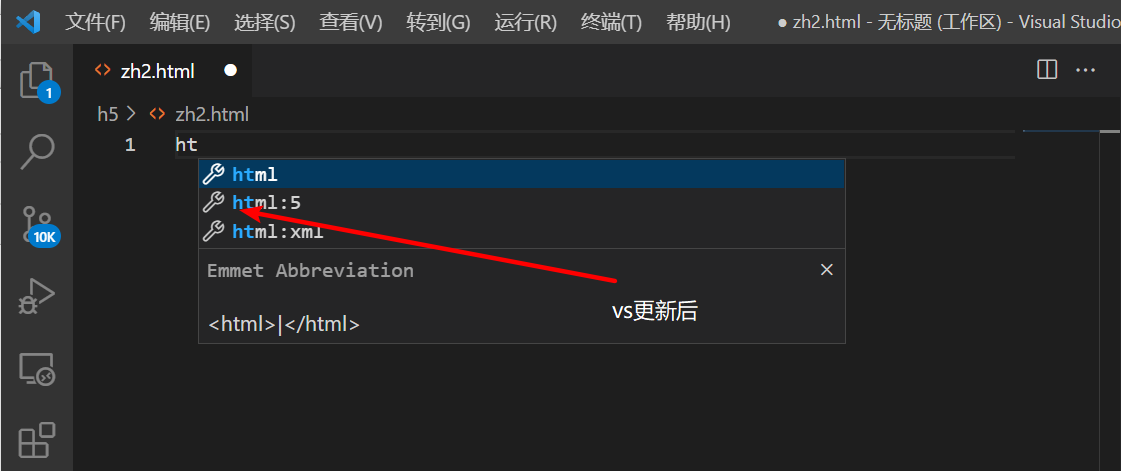 文件(F) 编辑(E) 选择(S) 查看(V) 转到(G) 运行(R) 终端(T) 帮助(H) ● zh2.html - 无标题 (工作区) - Visual Studio
zh2.html
h5 > zh2.html
1 ht
html
html:5
html:xml
Emmet Abbreviation
<html>|</html>
vs更新后
1
10K